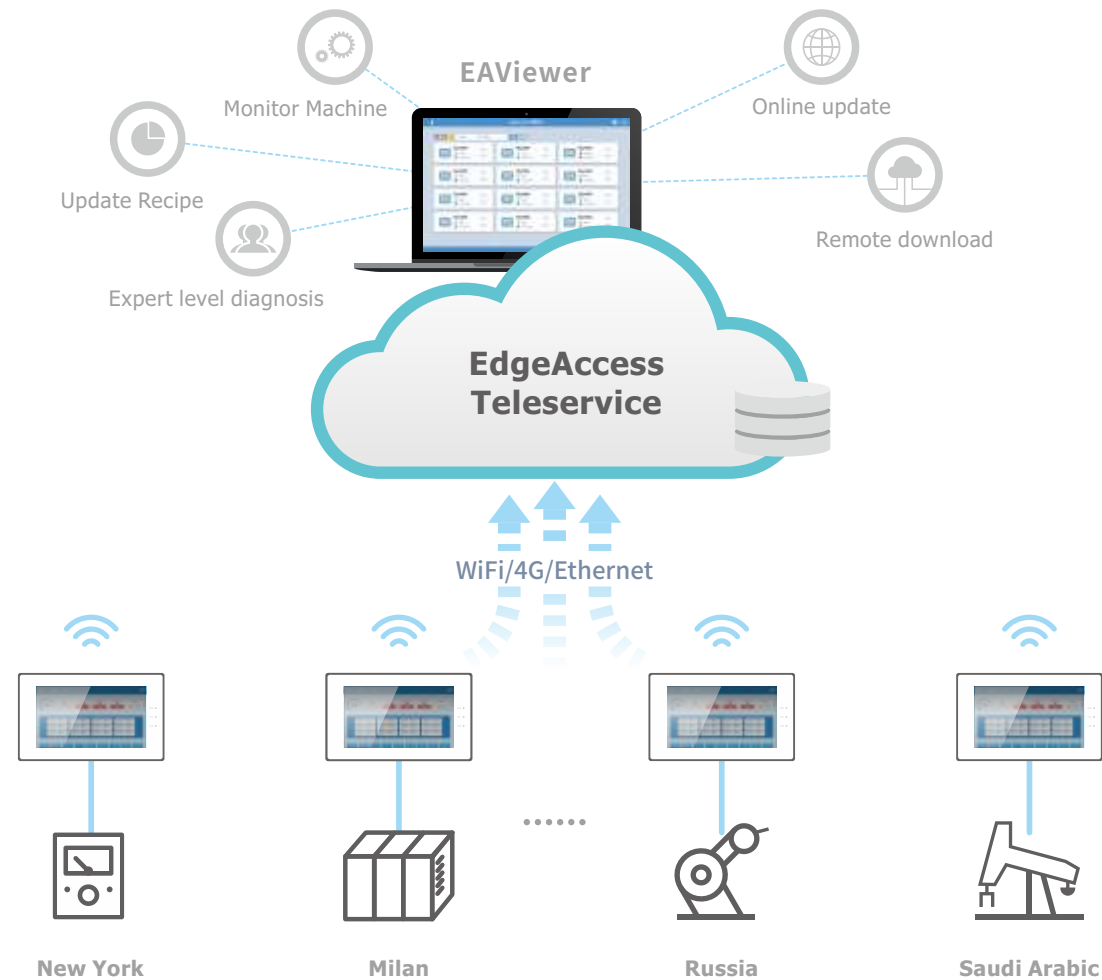 EAViewer
Monitor Machine
Online update
Update Recipe
Remote download
Expert level diagnosis
EdgeAccess
Teleservice
WiFi/4G/Ethernet
......
New York
Milan
Russia
Saudi Arabic